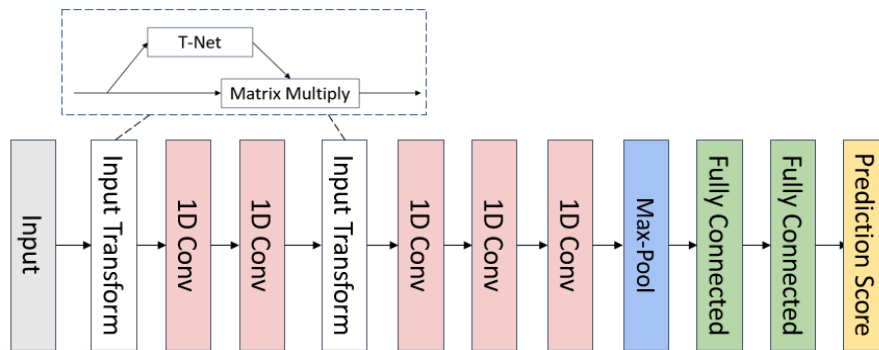 T-Net
Matrix Multiply
Input
Input Transform
1D Conv
1D Conv
Input Transform
1D Conv
1D Conv
1D Conv
Max-Pool
Fully Connected
Fully Connected
Prediction Score